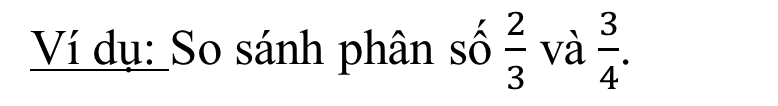 Ví dụ: So sánh phân số 2/3 và 3/4.